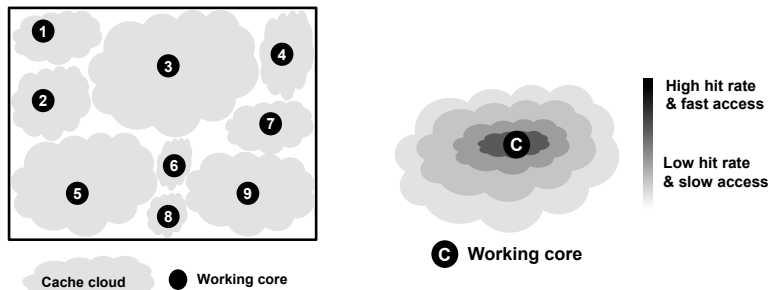 1
2
3
4
5
6
7
8
9
Cache cloud
Working core
C
C Working core
High hit rate
& fast access
Low hit rate
& slow access